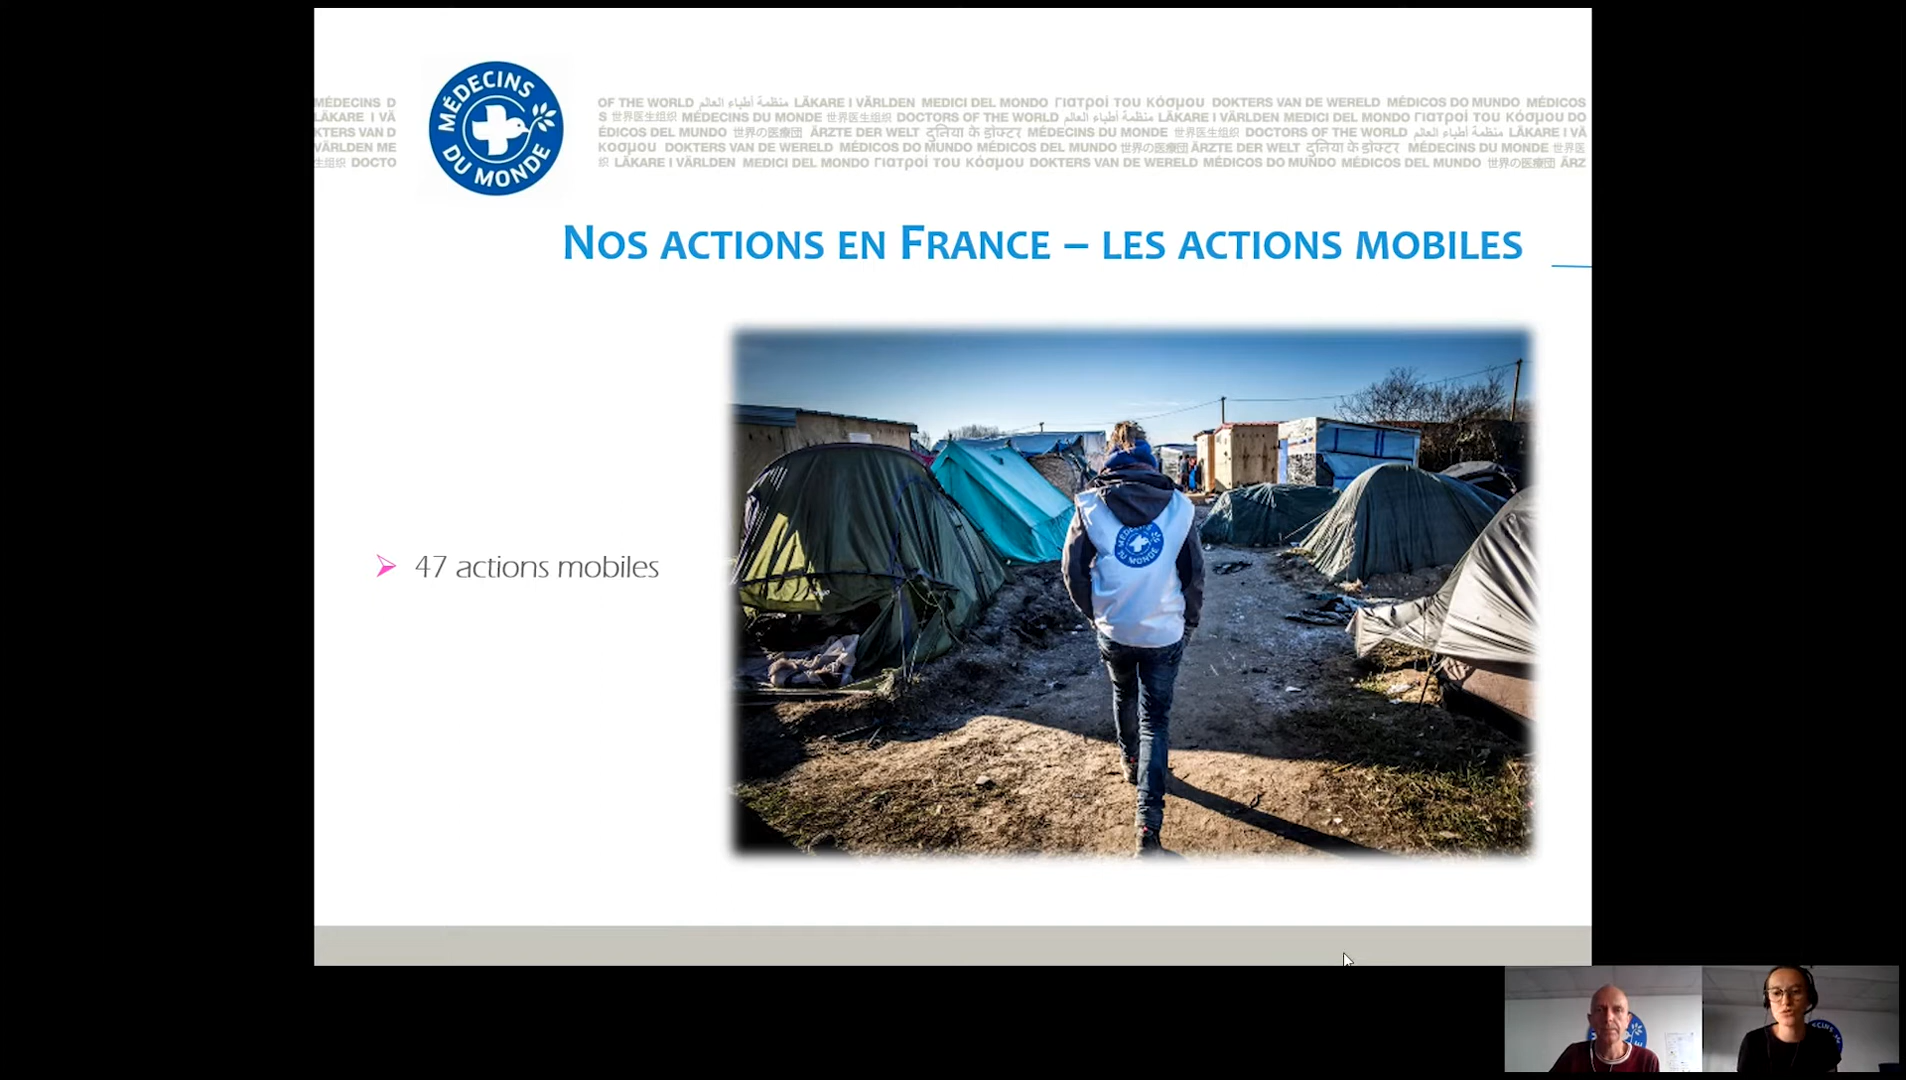 MÉDECINS
DU MONDE
MÉDECINS D
LÄKARE I VÄ
KTERS VAN D
VÄRLDEN ME
生组织 DOCTO
OF THE WORLD منظمة أطباء العالم LÄKARE I VÄRLDEN MEDICI DEL MONDO Γιατροί του Κόσμου DOKTERS VAN DE WERELD MÉDICOS DO MUNDO MÉDICOS
S 世界医生组织 MÉDECINS DU MONDE 世界医生组织 DOCTORS OF THE WORLD منظمة أطباء العالم LÄKARE I VÄRLDEN MEDICI DEL MONDO Γιατροί του Κόσμου DO
ÉDICOS DEL MUNDO 世界の医療団 ÄRZTE DER WELT दुनिया के डॉक्टर MÉDECINS DU MONDE 世界医生组织 DOCTORS OF THE WORLD منظمة أطباء العالم LÄKARE I VÄ
Κόσμου DOKTERS VAN DE WERELD MÉDICOS DO MUNDO MÉDICOS DEL MUNDO 世界の医療団 ÄRZTE DER WELT दुनिया के डॉक्टर MÉDECINS DU MONDE 世界医
织 LÄKARE I VÄRLDEN MEDICI DEL MONDO Γιατροί του Κόσμου DOKTERS VAN DE WERELD MÉDICOS DO MUNDO MÉDICOS DEL MUNDO 世界の医療団 ÄRZ
NOS ACTIONS EN FRANCE – LES ACTIONS MOBILES
47 actions mobiles
MÉDECINS
DU MONDE